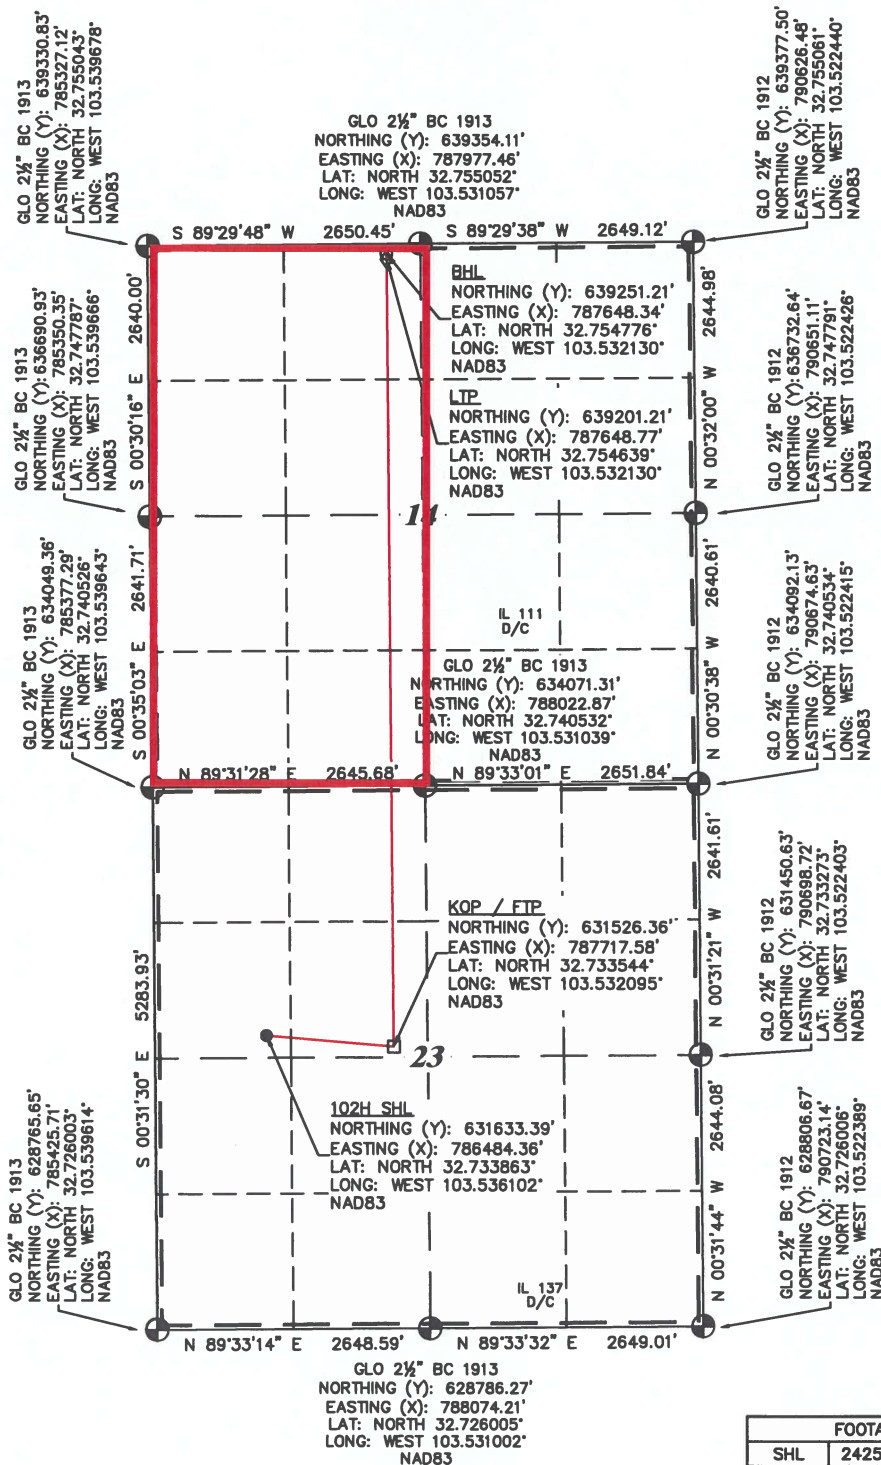 GLO 2½" BC 1913
NORTHING (Y): 639330.83'
EASTING (X): 785327.12'
LAT: NORTH 32.755043°
LONG: WEST 103.539678°
NAD83
GLO 2½" BC 1913
NORTHING (Y): 639354.11'
EASTING (X): 787977.46'
LAT: NORTH 32.755052°
LONG: WEST 103.531057°
NAD83
GLO 2½" BC 1912
NORTHING (Y): 639377.50'
EASTING (X): 790626.48'
LAT: NORTH 32.755061°
LONG: WEST 103.522440°
NAD83
S 89°29'48" W 2650.45'
S 89°29'38" W 2649.12'
BHL
NORTHING (Y): 639251.21'
EASTING (X): 787648.34'
LAT: NORTH 32.754776°
LONG: WEST 103.532130°
NAD83
LTP
NORTHING (Y): 639201.21'
EASTING (X): 787648.77'
LAT: NORTH 32.754639°
LONG: WEST 103.532130°
NAD83
S 00°30'16" E 2640.00'
N 00°32'00" W 2644.98'
GLO 2½" BC 1913
NORTHING (Y): 636690.93'
EASTING (X): 785350.35'
LAT: NORTH 32.747787°
LONG: WEST 103.539666°
NAD83
GLO 2½" BC 1912
NORTHING (Y): 636732.64'
EASTING (X): 790651.11'
LAT: NORTH 32.747791°
LONG: WEST 103.522426°
NAD83
14
S 00°35'03" E 2641.71'
N 00°30'38" W 2640.61'
IL 111
D/C
GLO 2½" BC 1913
NORTHING (Y): 634049.36'
EASTING (X): 785377.29'
LAT: NORTH 32.740526°
LONG: WEST 103.539643°
NAD83
GLO 2½" BC 1913
NORTHING (Y): 634071.31'
EASTING (X): 788022.87'
LAT: NORTH 32.740532°
LONG: WEST 103.531039°
NAD83
GLO 2½" BC 1912
NORTHING (Y): 634092.13'
EASTING (X): 790674.63'
LAT: NORTH 32.740534°
LONG: WEST 103.522415°
NAD83
N 89°31'28" E 2645.68'
N 89°33'01" E 2651.84'
KOP / FTP
NORTHING (Y): 631526.36'
EASTING (X): 787717.58'
LAT: NORTH 32.733544°
LONG: WEST 103.532095°
NAD83
N 00°31'21" W 2641.61'
GLO 2½" BC 1912
NORTHING (Y): 631450.63'
EASTING (X): 790698.72'
LAT: NORTH 32.733273°
LONG: WEST 103.522403°
NAD83
23
S 00°31'30" E 5283.93'
102H SHL
NORTHING (Y): 631633.39'
EASTING (X): 786484.36'
LAT: NORTH 32.733863°
LONG: WEST 103.536102°
NAD83
N 00°31'44" W 2644.08'
GLO 2½" BC 1913
NORTHING (Y): 628765.65'
EASTING (X): 785425.71'
LAT: NORTH 32.726003°
LONG: WEST 103.539614°
NAD83
GLO 2½" BC 1912
NORTHING (Y): 628806.67'
EASTING (X): 790723.14'
LAT: NORTH 32.726006°
LONG: WEST 103.522389°
NAD83
IL 137
D/C
N 89°33'14" E 2648.59'
N 89°33'32" E 2649.01'
GLO 2½" BC 1913
NORTHING (Y): 628786.27'
EASTING (X): 788074.21'
LAT: NORTH 32.726005°
LONG: WEST 103.531002°
NAD83
SHL 2425